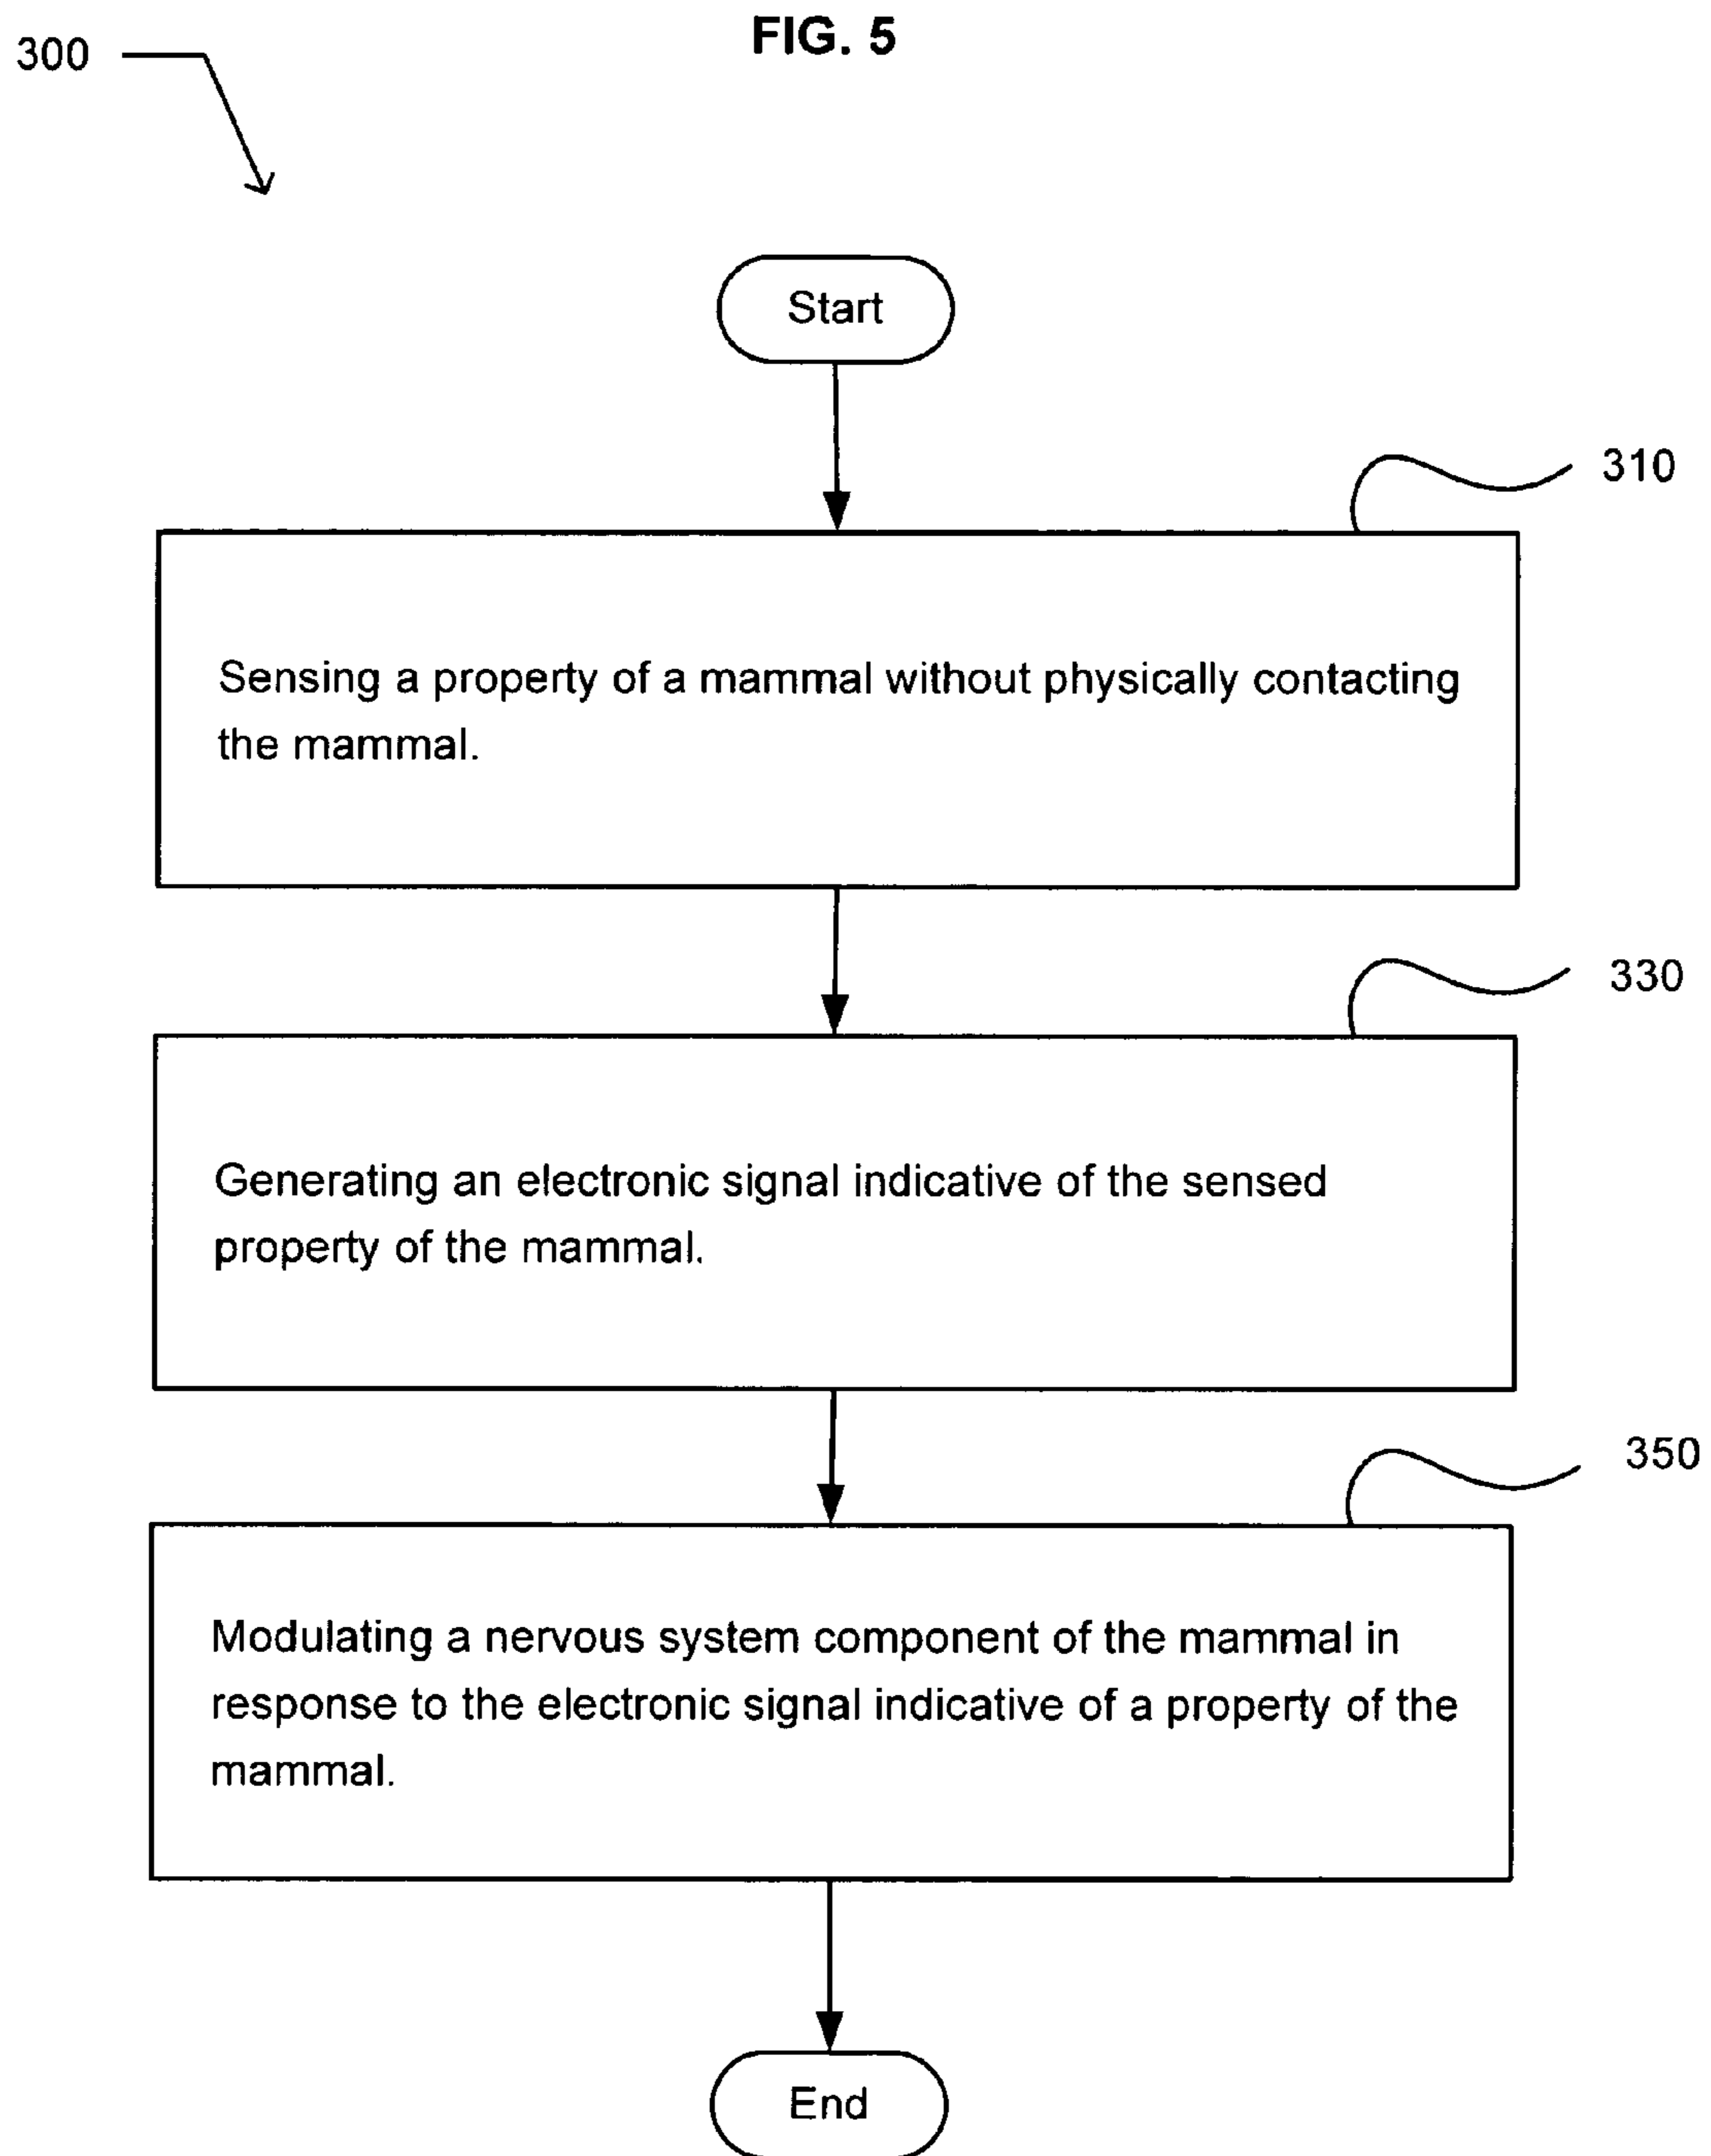 FIG. 5
300
Start
310
Sensing a property of a mammal without physically contacting
the mammal.
330
Generating an electronic signal indicative of the sensed
property of the mammal.
350
Modulating a nervous system component of the mammal in
response to the electronic signal indicative of a property of the
mammal.
End